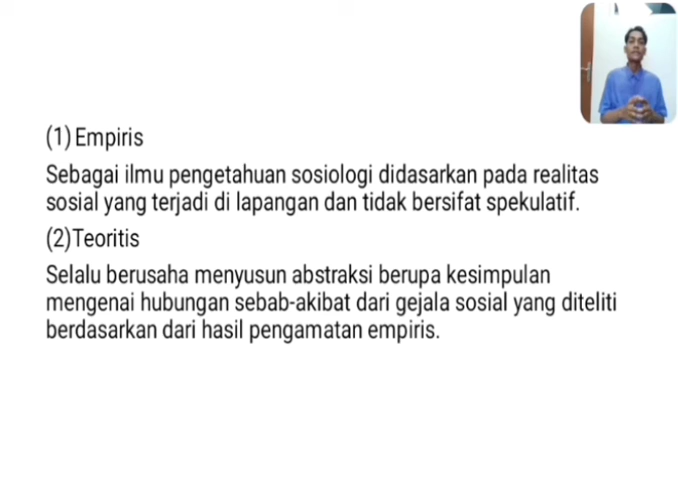 (1) Empiris
Sebagai ilmu pengetahuan sosiologi didasarkan pada realitas
sosial yang terjadi di lapangan dan tidak bersifat spekulatif.
(2)Teoritis
Selalu berusaha menyusun abstraksi berupa kesimpulan
mengenai hubungan sebab-akibat dari gejala sosial yang diteliti
berdasarkan dari hasil pengamatan empiris.